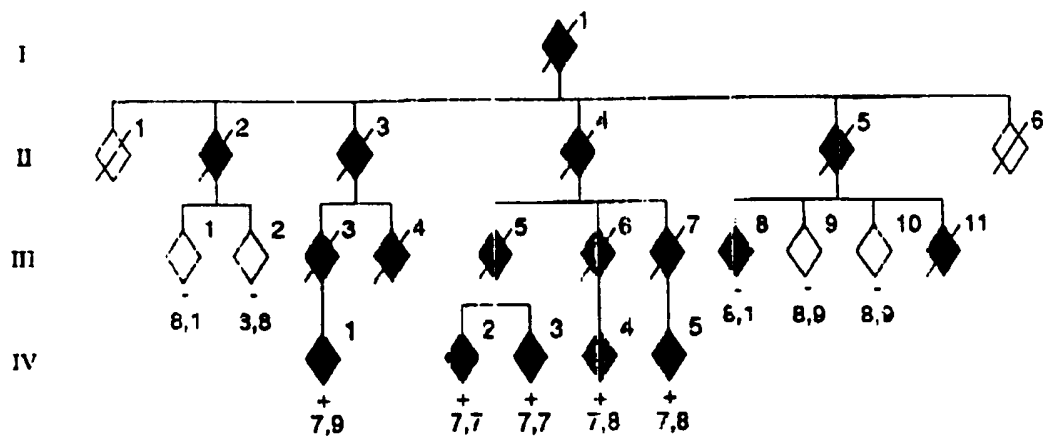 1
I
1 2 3 4 5 6
II
1 2 3 4 5 6 7 8 9 10 11
III
- - - - -
8,1 3,8 6,1 8,9 8,9
1 2 3 4 5
IV
+ + + + +
7,9 7,7 7,7 7,8 7,8